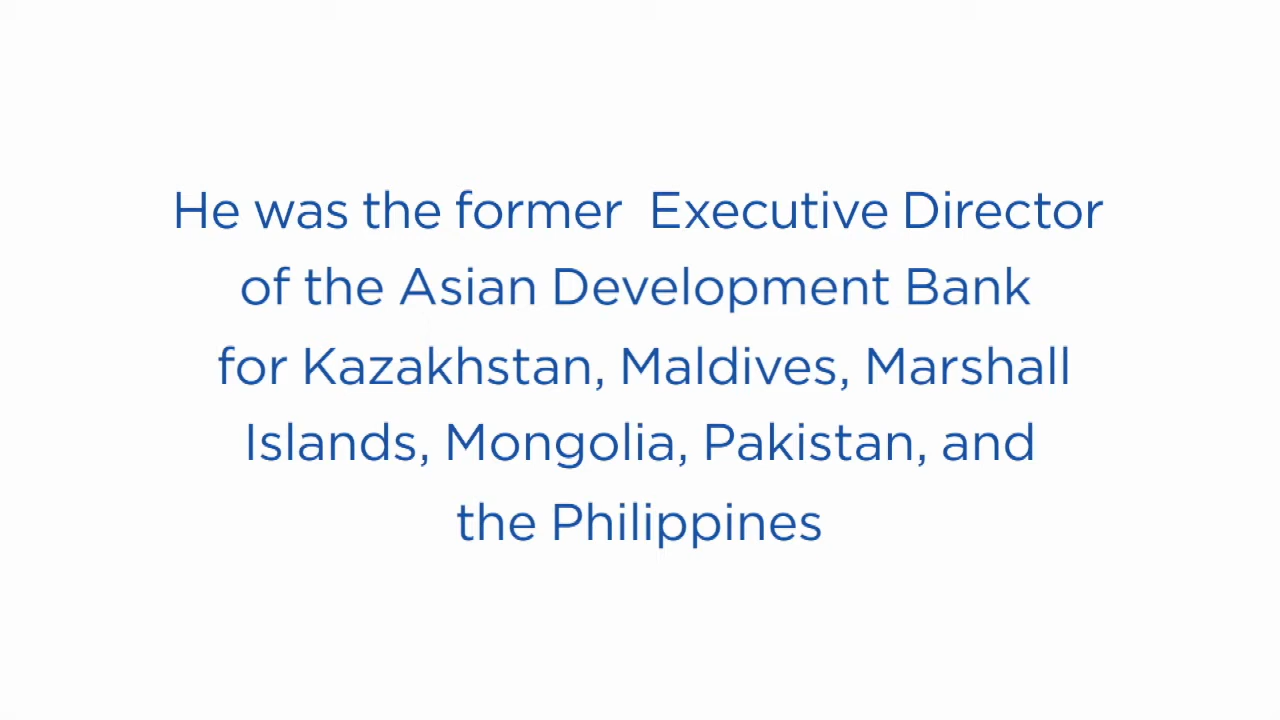 He was the former  Executive Director
of the Asian Development Bank
for Kazakhstan, Maldives, Marshall
Islands, Mongolia, Pakistan, and
the Philippines